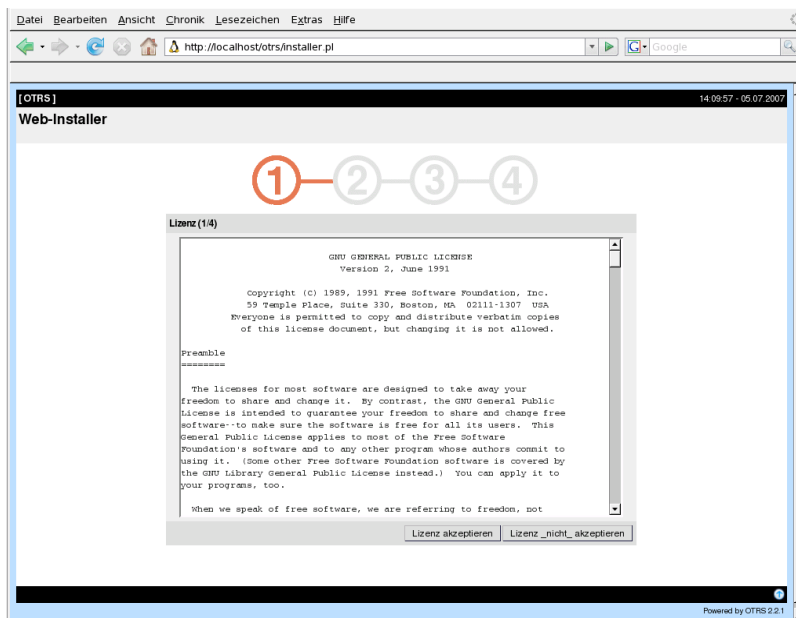 Datei Bearbeiten Ansicht Chronik Lesezeichen Extras Hilfe
http://localhost/otrs/installer.pl
G Google
[ OTRS ] 14:09:57 - 05.07.2007
Web-Installer
1 2 3 4
Lizenz (1/4)
GNU GENERAL PUBLIC LICENSE
Version 2, June 1991
Copyright (C) 1989, 1991 Free Software Foundation, Inc.
59 Temple Place, Suite 330, Boston, MA 02111-1307 USA
Everyone is permitted to copy and distribute verbatim copies
of this license document, but changing it is not allowed.
Preamble
========
The licenses for most software are designed to take away your
freedom to share and change it. By contrast, the GNU General Public
License is intended to guarantee your freedom to share and change free
software--to make sure the software is free for all its users. This
General Public License applies to most of the Free Software
Foundation's software and to any other program whose authors commit to
using it. (Some other Free Software Foundation software is covered by
the GNU Library General Public License instead.) You can apply it to
your programs, too.
When we speak of free software, we are referring to freedom, not
Lizenz akzeptieren Lizenz _nicht_ akzeptieren
Powered by OTRS 2.2.1